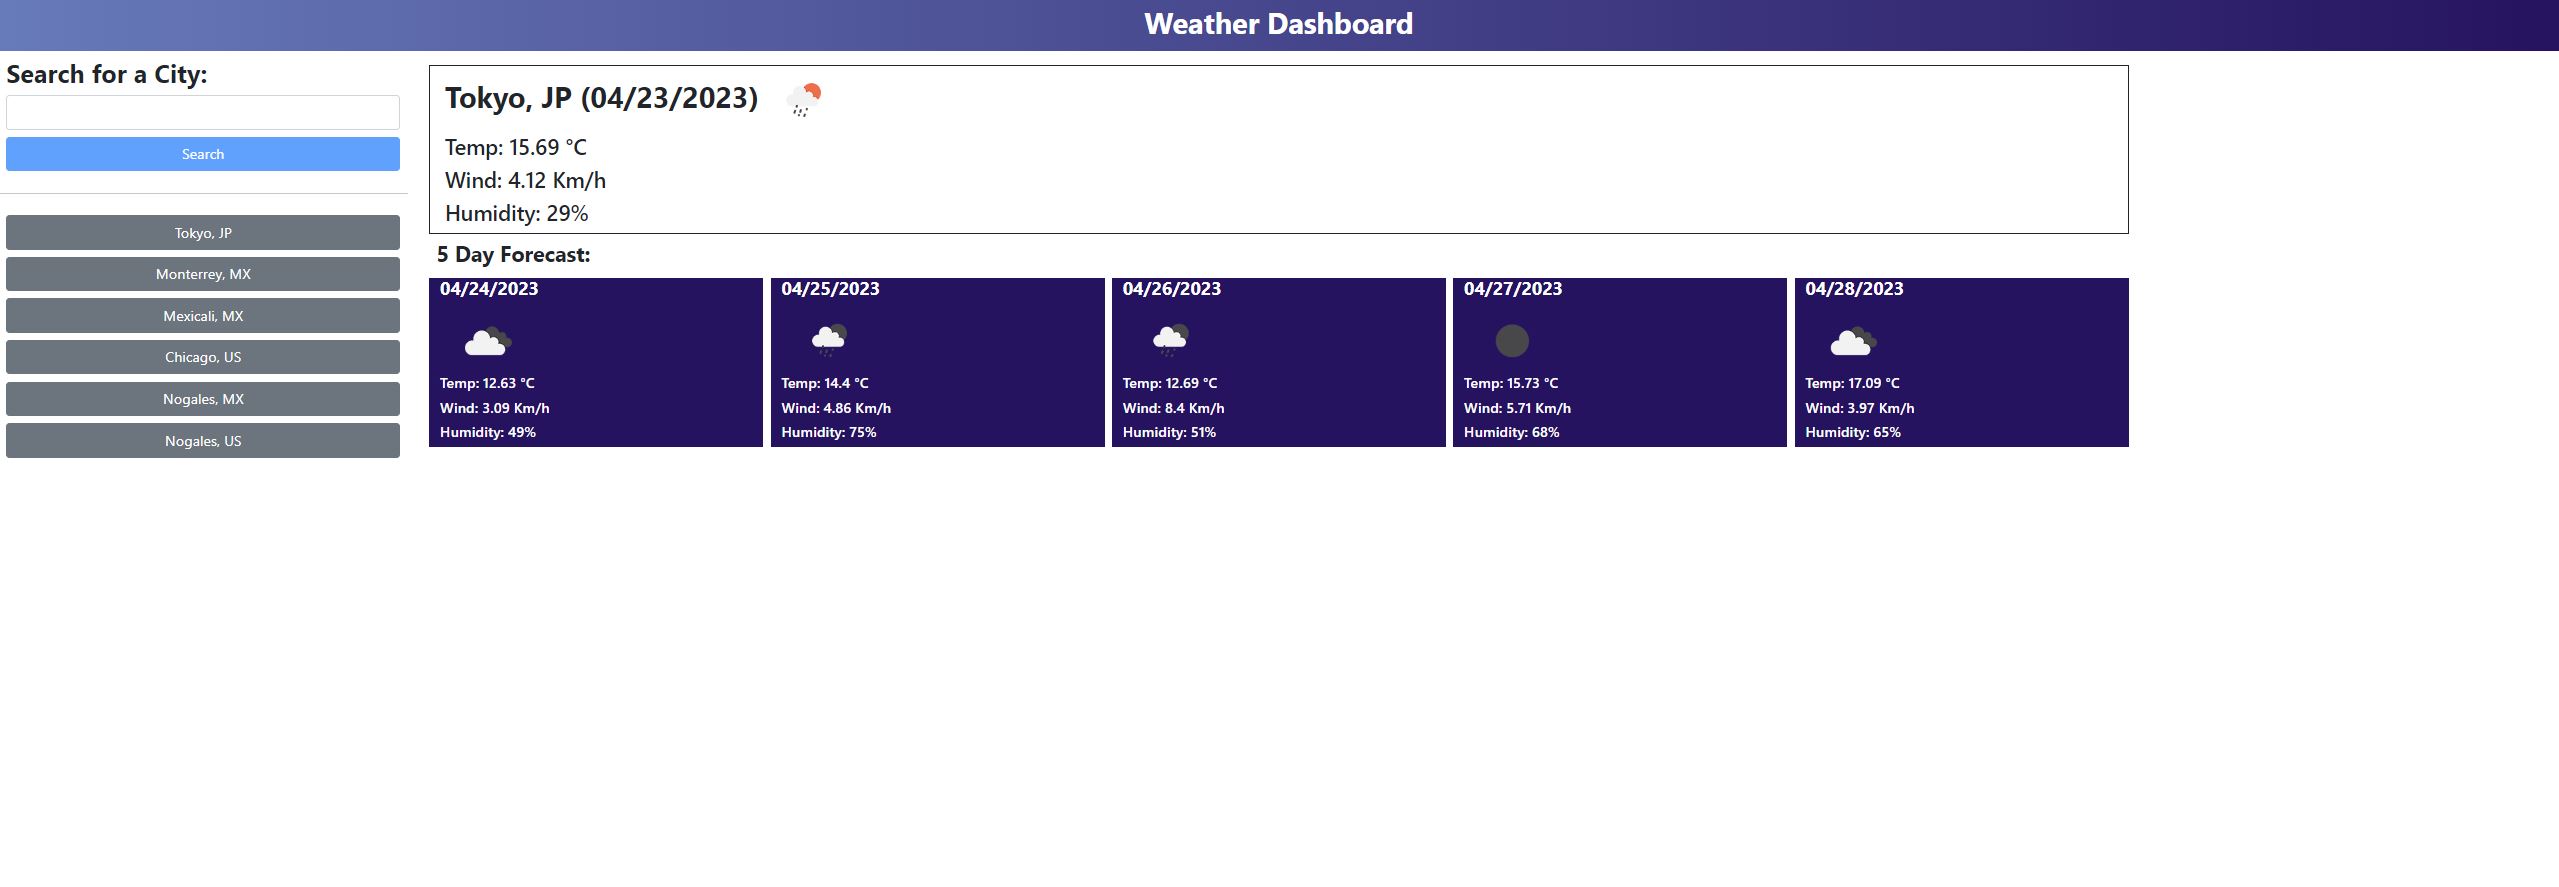 Weather Dashboard
Search for a City:
Search
Tokyo, JP
Monterrey, MX
Mexicali, MX
Chicago, US
Nogales, MX
Nogales, US
Tokyo, JP (04/23/2023)
Temp: 15.69 °C
Wind: 4.12 Km/h
Humidity: 29%
5 Day Forecast:
04/24/2023
Temp: 12.63 °C
Wind: 3.09 Km/h
Humidity: 49%
04/25/2023
Temp: 14.4 °C
Wind: 4.86 Km/h
Humidity: 75%
04/26/2023
Temp: 12.69 °C
Wind: 8.4 Km/h
Humidity: 51%
04/27/2023
Temp: 15.73 °C
Wind: 5.71 Km/h
Humidity: 68%
04/28/2023
Temp: 17.09 °C
Wind: 3.97 Km/h
Humidity: 65%